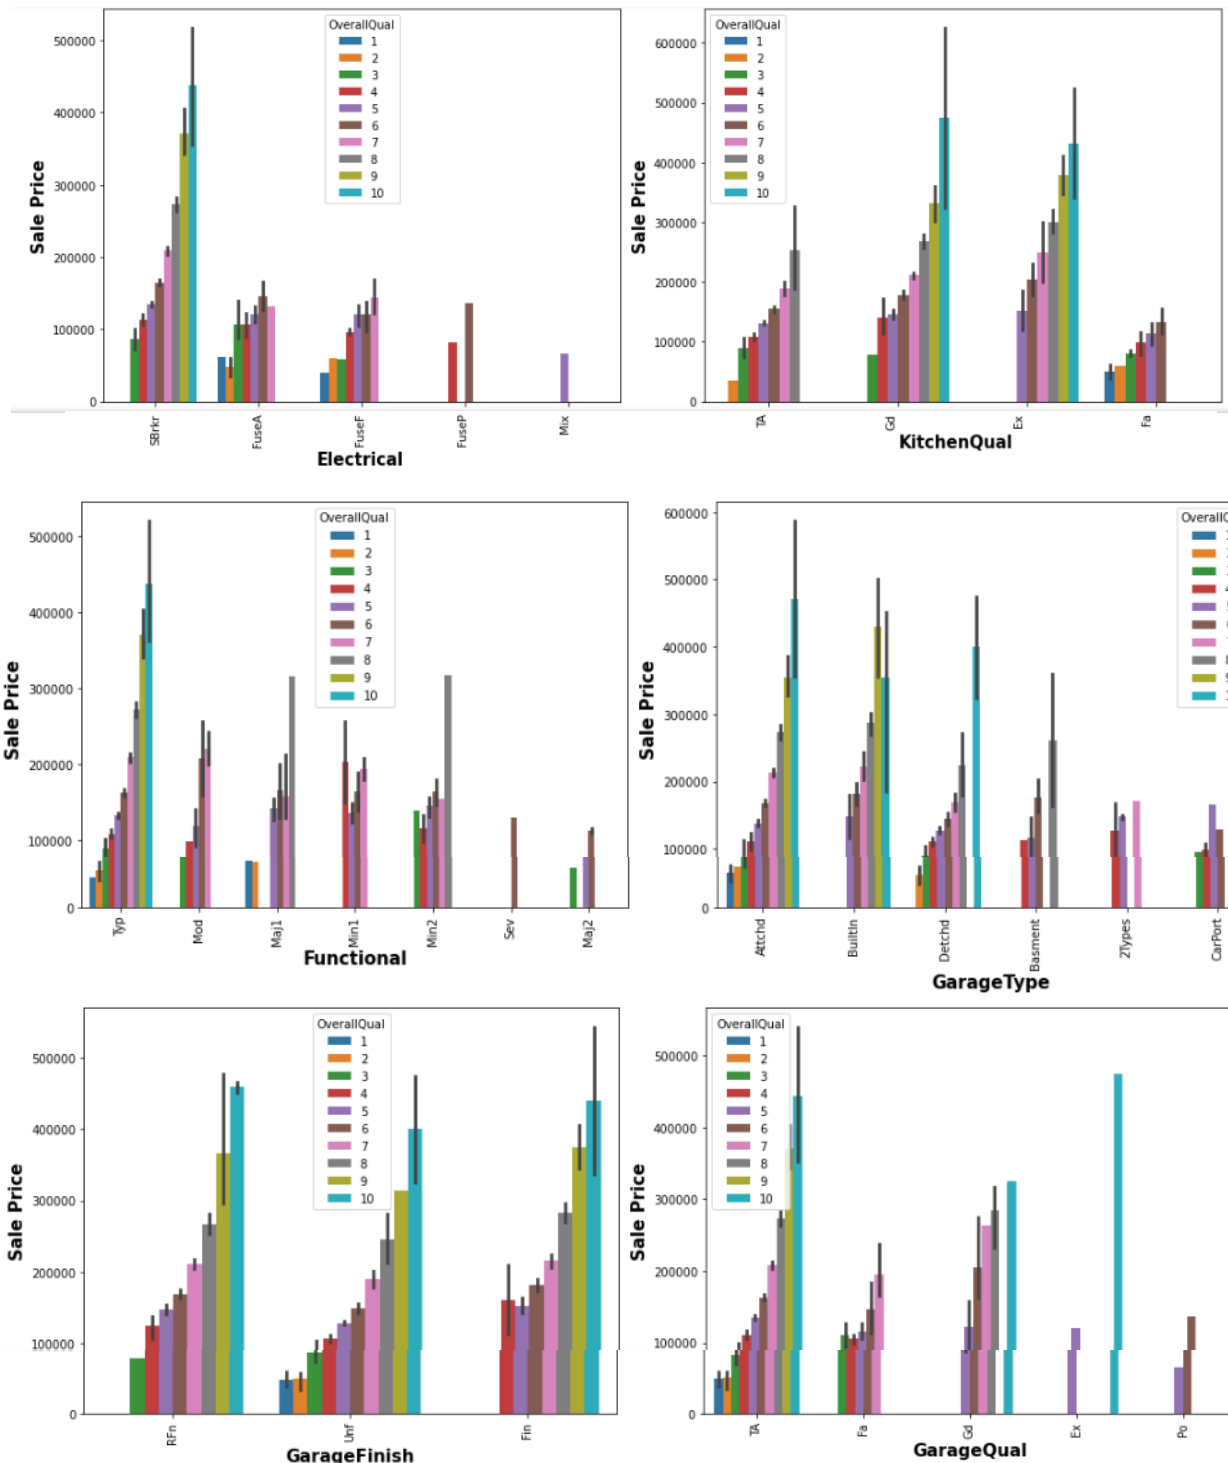 OverallQual
1
2
3
4
5
6
7
8
9
10
500000
400000
300000
200000
100000
0
Sale Price
SBrkr
FuseA
FuseF
FuseP
Mix
Electrical
OverallQual
1
2
3
4
5
6
7
8
9
10
600000
500000
400000
300000
200000
100000
0
Sale Price
TA
Gd
Ex
Fa
KitchenQual
OverallQual
1
2
3
4
5
6
7
8
9
10
500000
400000
300000
200000
100000
0
Sale Price
Typ
Mod
Maj1
Min1
Min2
Sev
Maj2
Functional
600000
500000
400000
300000
200000
100000
0
Sale Price
Attchd
BuiltIn
Detchd
Basment
2Types
CarPort
GarageType
OverallQual
1
2
3
4
5
6
7
8
9
10
500000
400000
300000
200000
100000
0
Sale Price
RFn
Unf
Fin
GarageFinish
OverallQual
1
2
3
4
5
6
7
8
9
10
500000
400000
300000
200000
100000
0
Sale Price
TA
Fa
Gd
Ex
Po
GarageQual